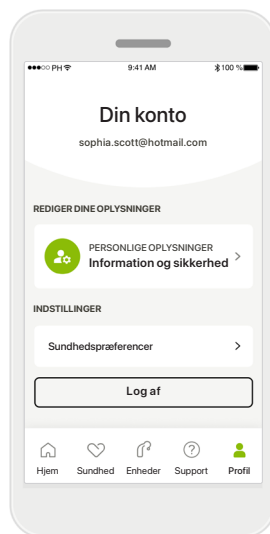 PH 9:41 AM 100 %
Din konto
sophia.scott@hotmail.com
REDIGER DINE OPLYSNINGER
PERSONLIGE OPLYSNINGER
Information og sikkerhed
INDSTILLINGER
Sundhedspræferencer
Log af
Hjem Sundhed Enheder Support Profil